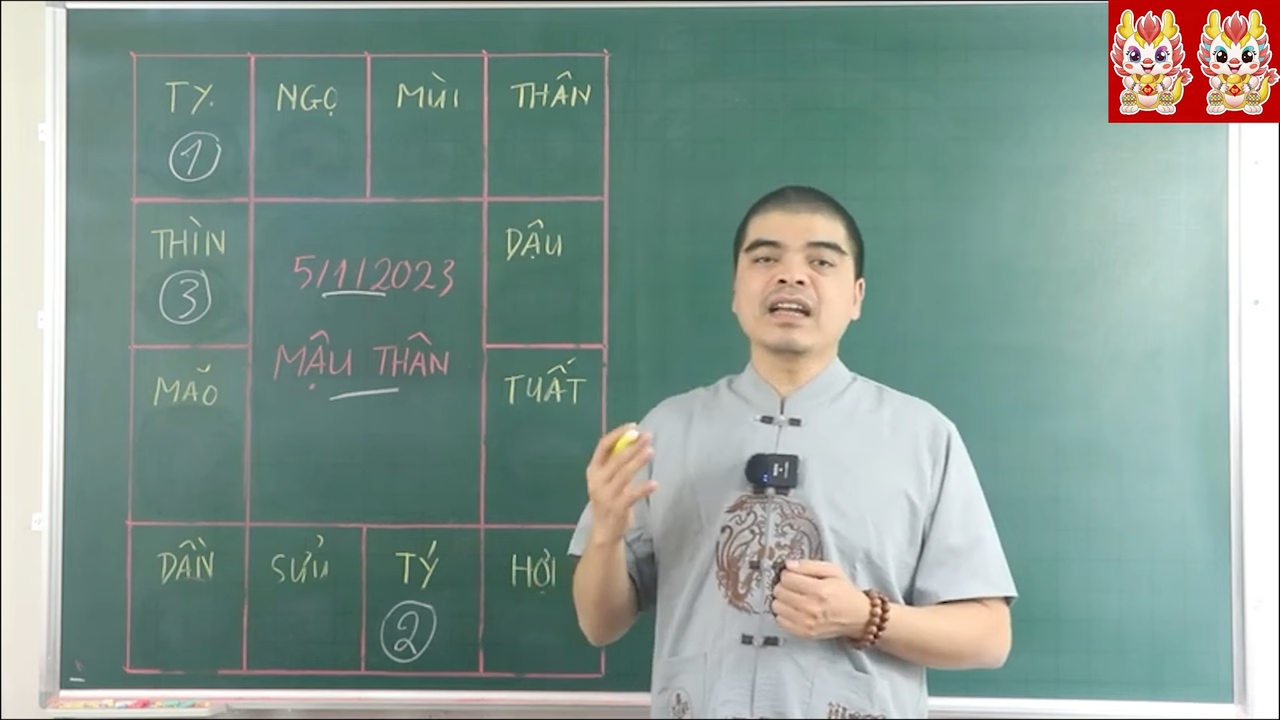 TỴ NGỌ MÙI THÂN
1
THÌN DẬU
3
5/1/2023
MẬU THÂN
MÃO TUẤT
DẦN SỬU TÝ HỢI
2